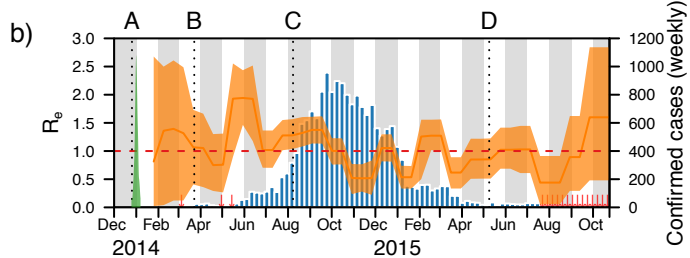 A B C D
b)
3.0 1200
2.5 1000
2.0 800
1.5 600
1.0 400
0.5 200
0.0 0
Re
Confirmed cases (weekly)
Dec Feb Apr Jun Aug Oct Dec Feb Apr Jun Aug Oct
2014 2015